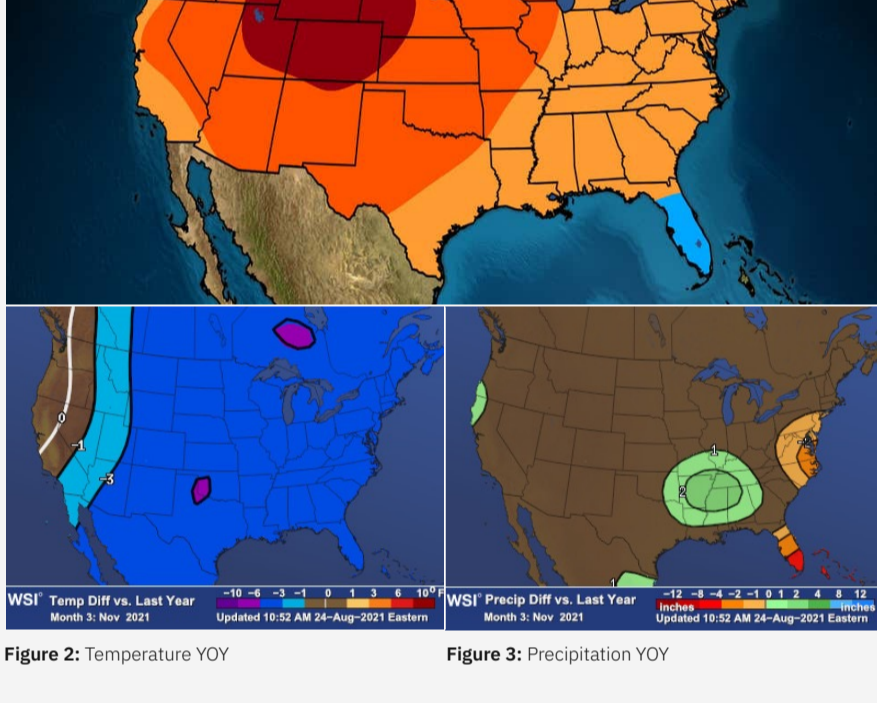 0
-1
-3
1
2
-2
1
WSI° Temp Diff vs. Last Year
Month 3: Nov 2021
-10 -6 -3 -1 0 1 3 6 10° F
Updated 10:52 AM 24-Aug-2021 Eastern
WSI° Precip Diff vs. Last Year
Month 3: Nov 2021
-12 -8 -4 -2 -1 0 1 2 4 8 12
inches inches
Updated 10:52 AM 24-Aug-2021 Eastern
Figure 2: Temperature YOY
Figure 3: Precipitation YOY